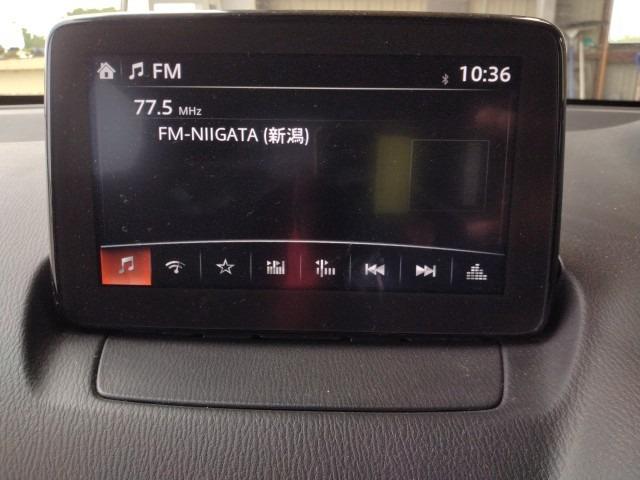 FM
10:36
77.5 MHz
FM-NIIGATA (新潟)